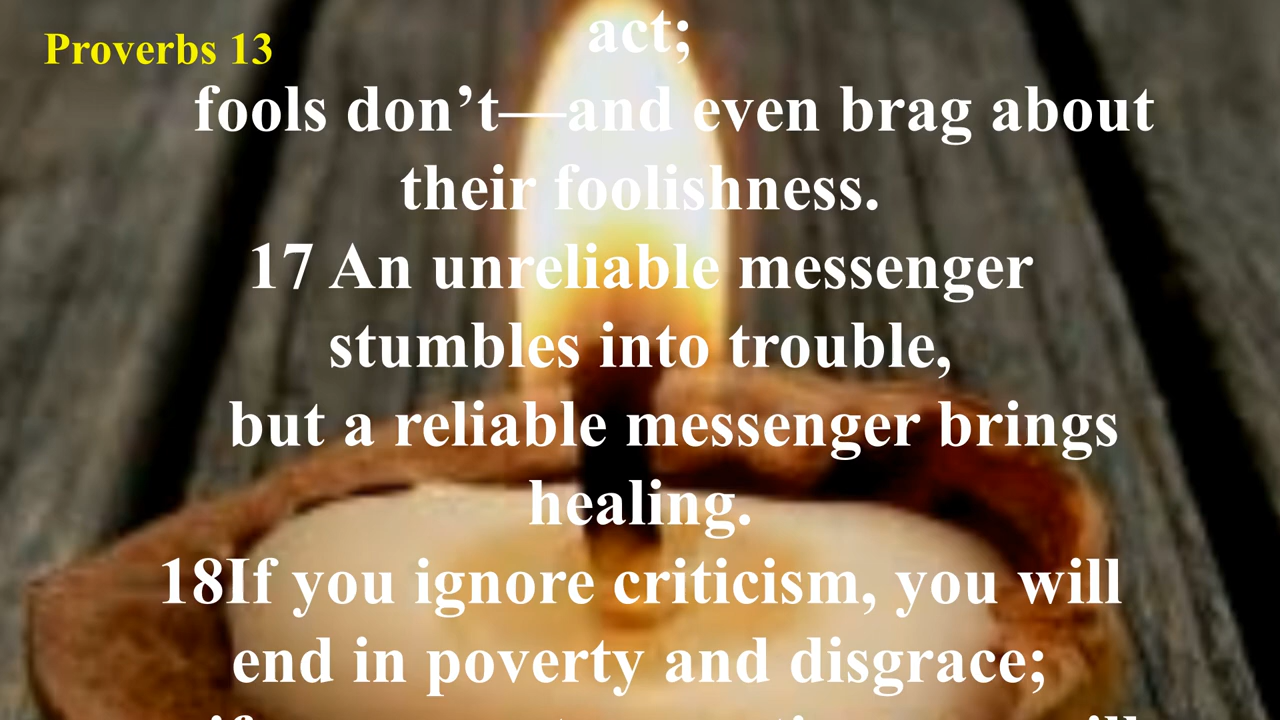 Proverbs 13
act;
fools don’t—and even brag about
their foolishness.
17 An unreliable messenger
stumbles into trouble,
but a reliable messenger brings
healing.
18If you ignore criticism, you will
end in poverty and disgrace;